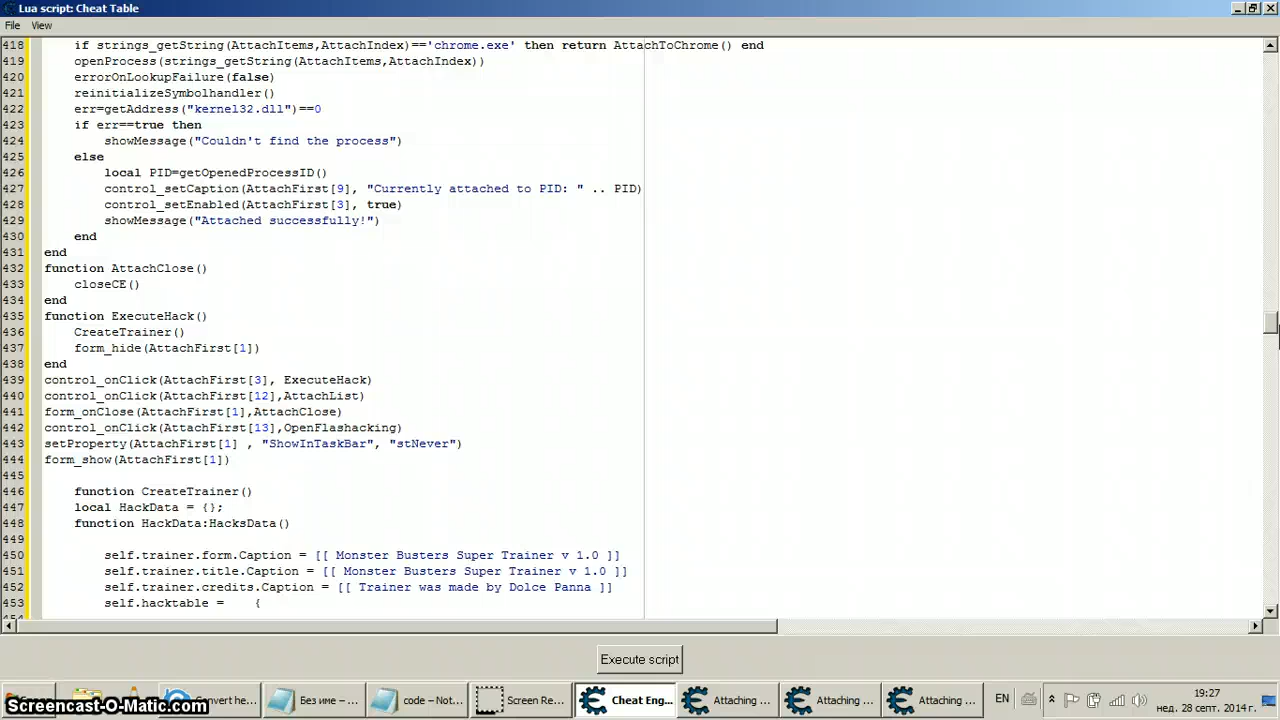 Lua script: Cheat Table
File View
418 if strings_getString(AttachItems,AttachIndex)=='chrome.exe' then return AttachToChrome() end
419 openProcess(strings_getString(AttachItems,AttachIndex))
420 errorOnLookupFailure(false)
421 reinitializeSymbolhandler()
422 err=getAddress("kernel32.dll")==0
423 if err==true then
424 showMessage("Couldn't find the process")
425 else
426 local PID=getOpenedProcessID()
427 control_setCaption(AttachFirst[9], "Currently attached to PID: " .. PID)
428 control_setEnabled(AttachFirst[3], true)
429 showMessage("Attached successfully!")
430 end
431 end
432 function AttachClose()
433 closeCE()
434 end
435 function ExecuteHack()
436 CreateTrainer()
437 form_hide(AttachFirst[1])
438 end
439 control_onClick(AttachFirst[3], ExecuteHack)
440 control_onClick(AttachFirst[12],AttachList)
441 form_onClose(AttachFirst[1],AttachClose)
442 control_onClick(AttachFirst[13],OpenFlashacking)
443 setProperty(AttachFirst[1] , "ShowInTaskBar", "stNever")
444 form_show(AttachFirst[1])
445
446 function CreateTrainer()
447 local HackData = {};
448 function HackData:HacksData()
449
450 self.trainer.form.Caption = [[ Monster Busters Super Trainer v 1.0 ]]
451 self.trainer.title.Caption = [[ Monster Busters Super Trainer v 1.0 ]]
452 self.trainer.credits.Caption = [[ Trainer was made by Dolce Panna ]]
453 self.hacktable = {
Execute script
Convert he... Без име – ... code – Not... Screen Re... Cheat Eng... Attaching ... Attaching ... Attaching ... EN 19:27
нед. 28 септ. 2014 г.
Screencast-O-Matic.com